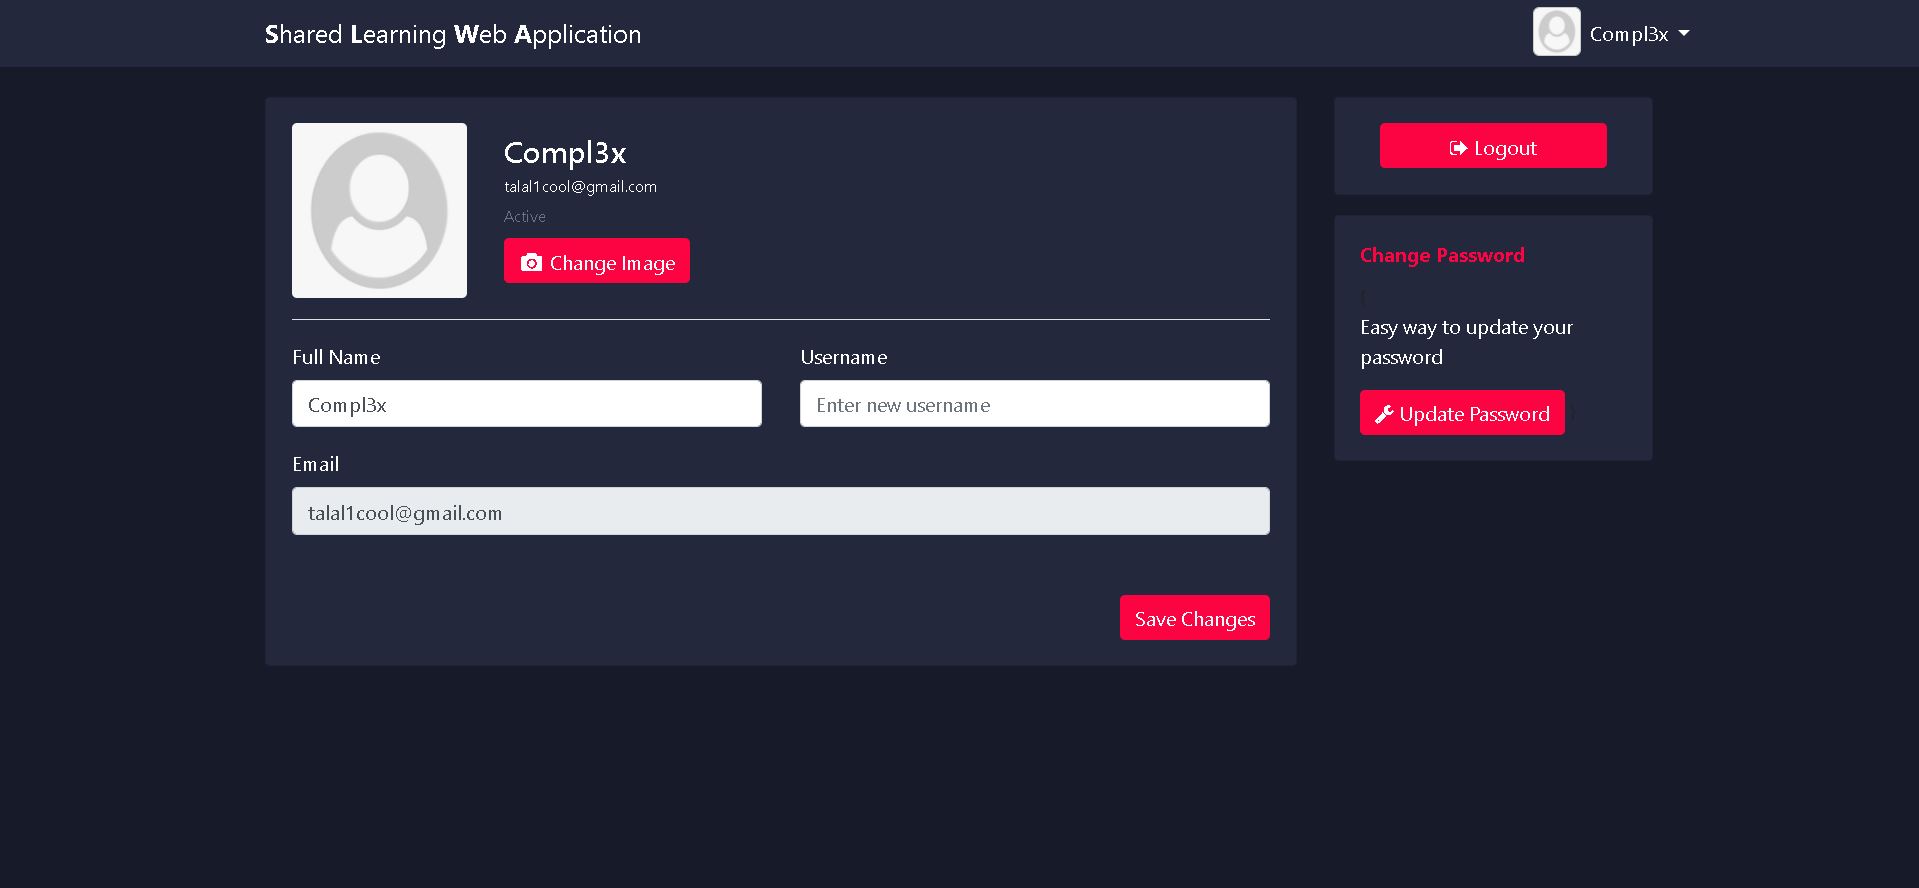 Shared Learning Web Application
Compl3x
Compl3x
talal1cool@gmail.com
Active
Change Image
Full Name
Compl3x
Username
Enter new username
Email
talal1cool@gmail.com
Save Changes
Logout
Change Password
{
Easy way to update your
password
Update Password }